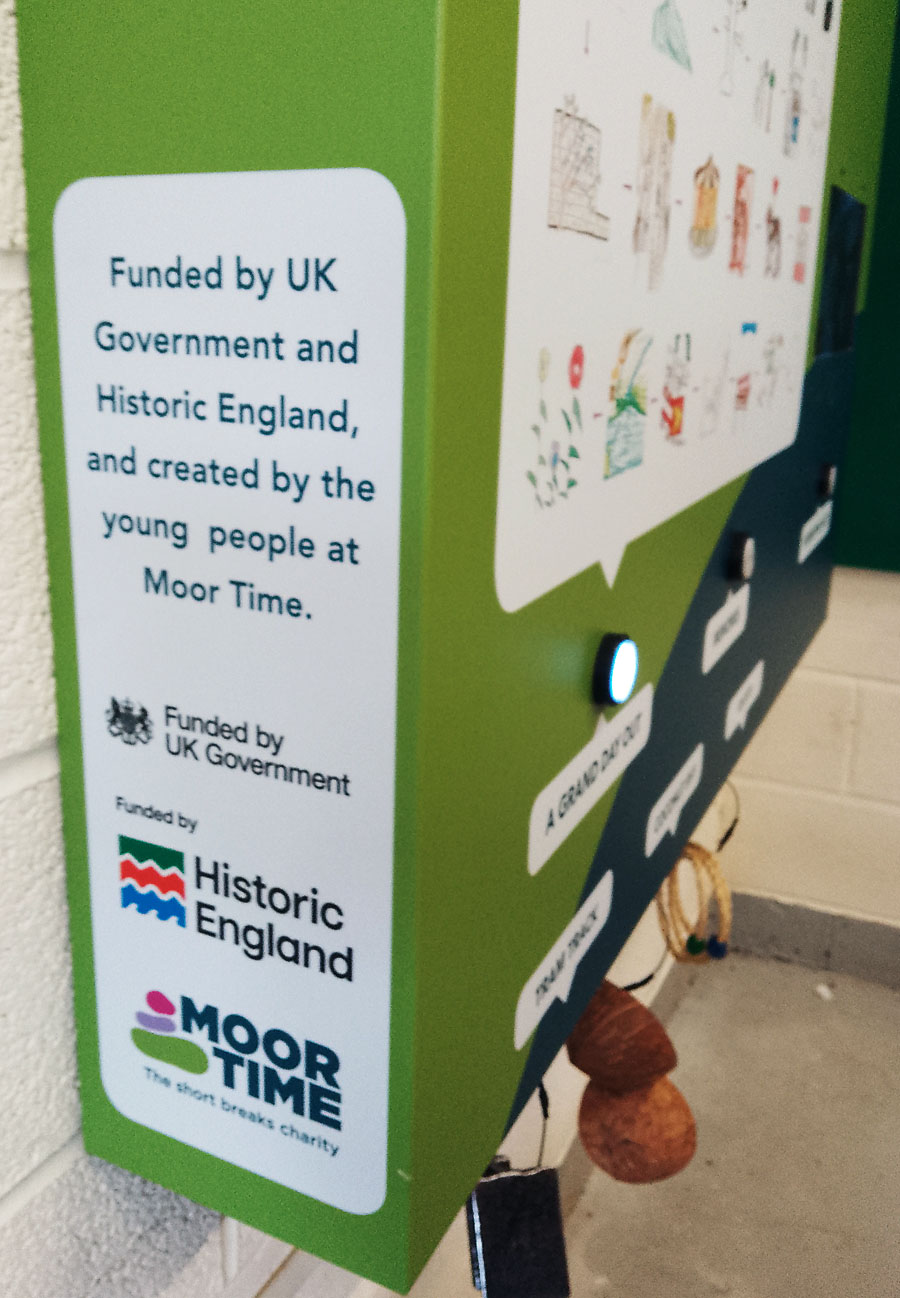 Funded by UK
Government and
Historic England,
and created by the
young people at
Moor Time.
Funded by
UK Government
Funded by
Historic
England
MOOR
TIME
The short breaks charity
A GRAND DAY OUT
TRAM TRACK